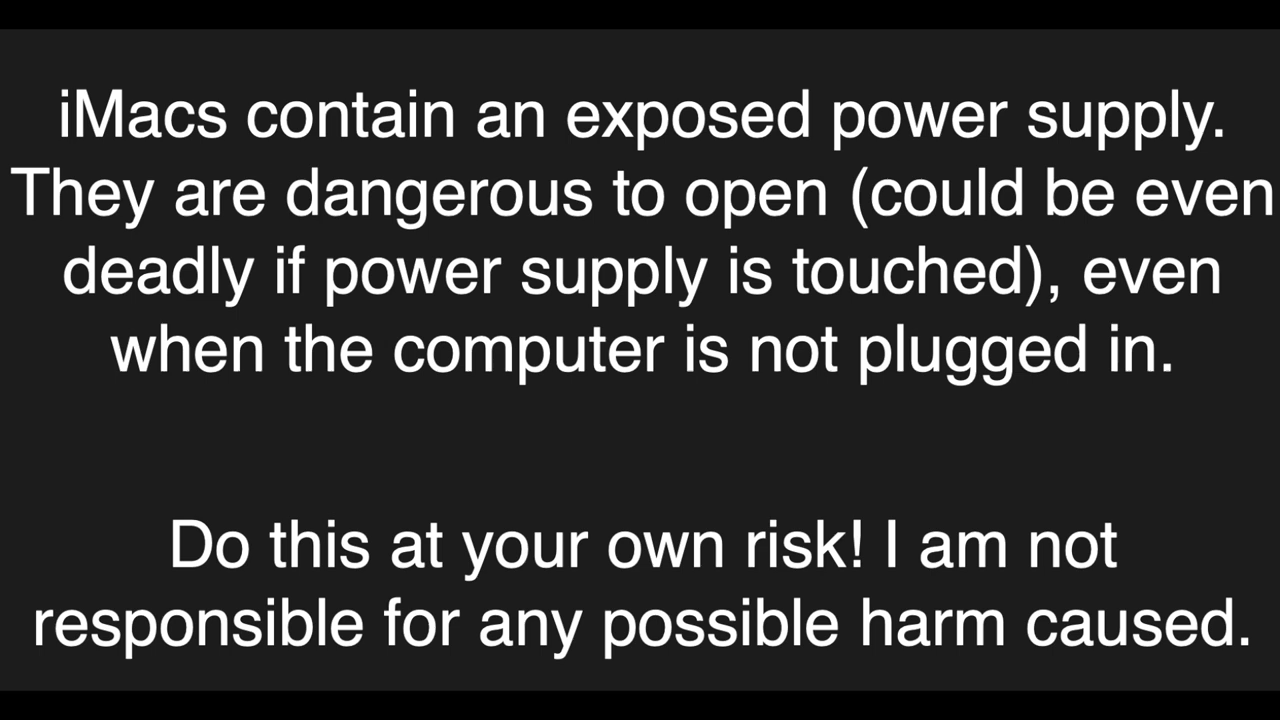 iMacs contain an exposed power supply.
They are dangerous to open (could be even
deadly if power supply is touched), even
when the computer is not plugged in.
Do this at your own risk! I am not
responsible for any possible harm caused.